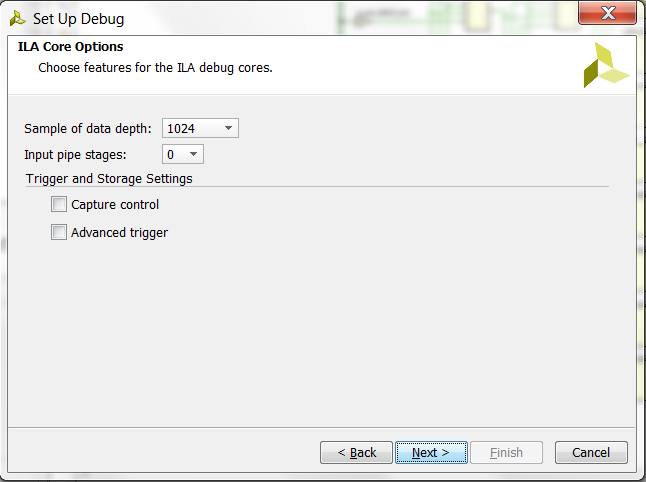 Set Up Debug
ILA Core Options
Choose features for the ILA debug cores.
Sample of data depth: 1024
Input pipe stages: 0
Trigger and Storage Settings
Capture control
Advanced trigger
< Back Next > Finish Cancel